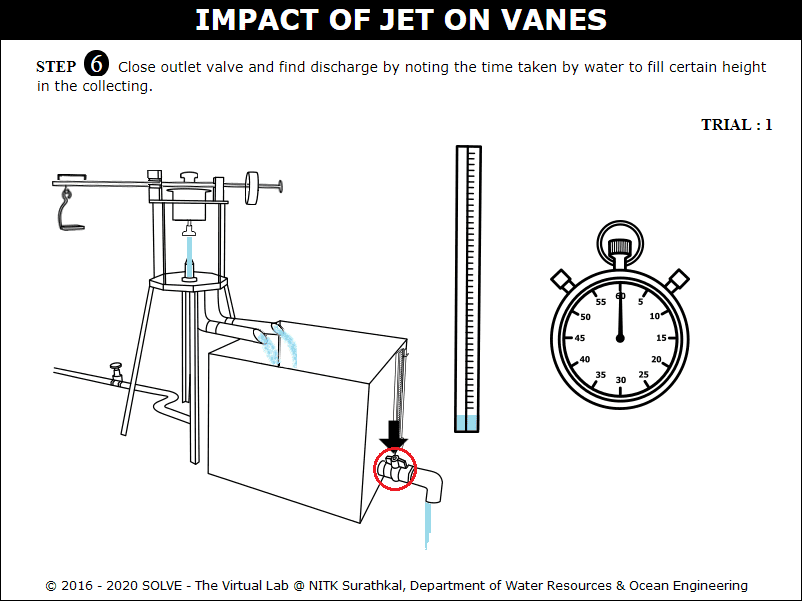 IMPACT OF JET ON VANES
STEP 6 Close outlet valve and find discharge by noting the time taken by water to fill certain height
in the collecting.
TRIAL : 1
60
55 5
50 10
45 15
40 20
35 25
30
© 2016 - 2020 SOLVE - The Virtual Lab @ NITK Surathkal, Department of Water Resources & Ocean Engineering